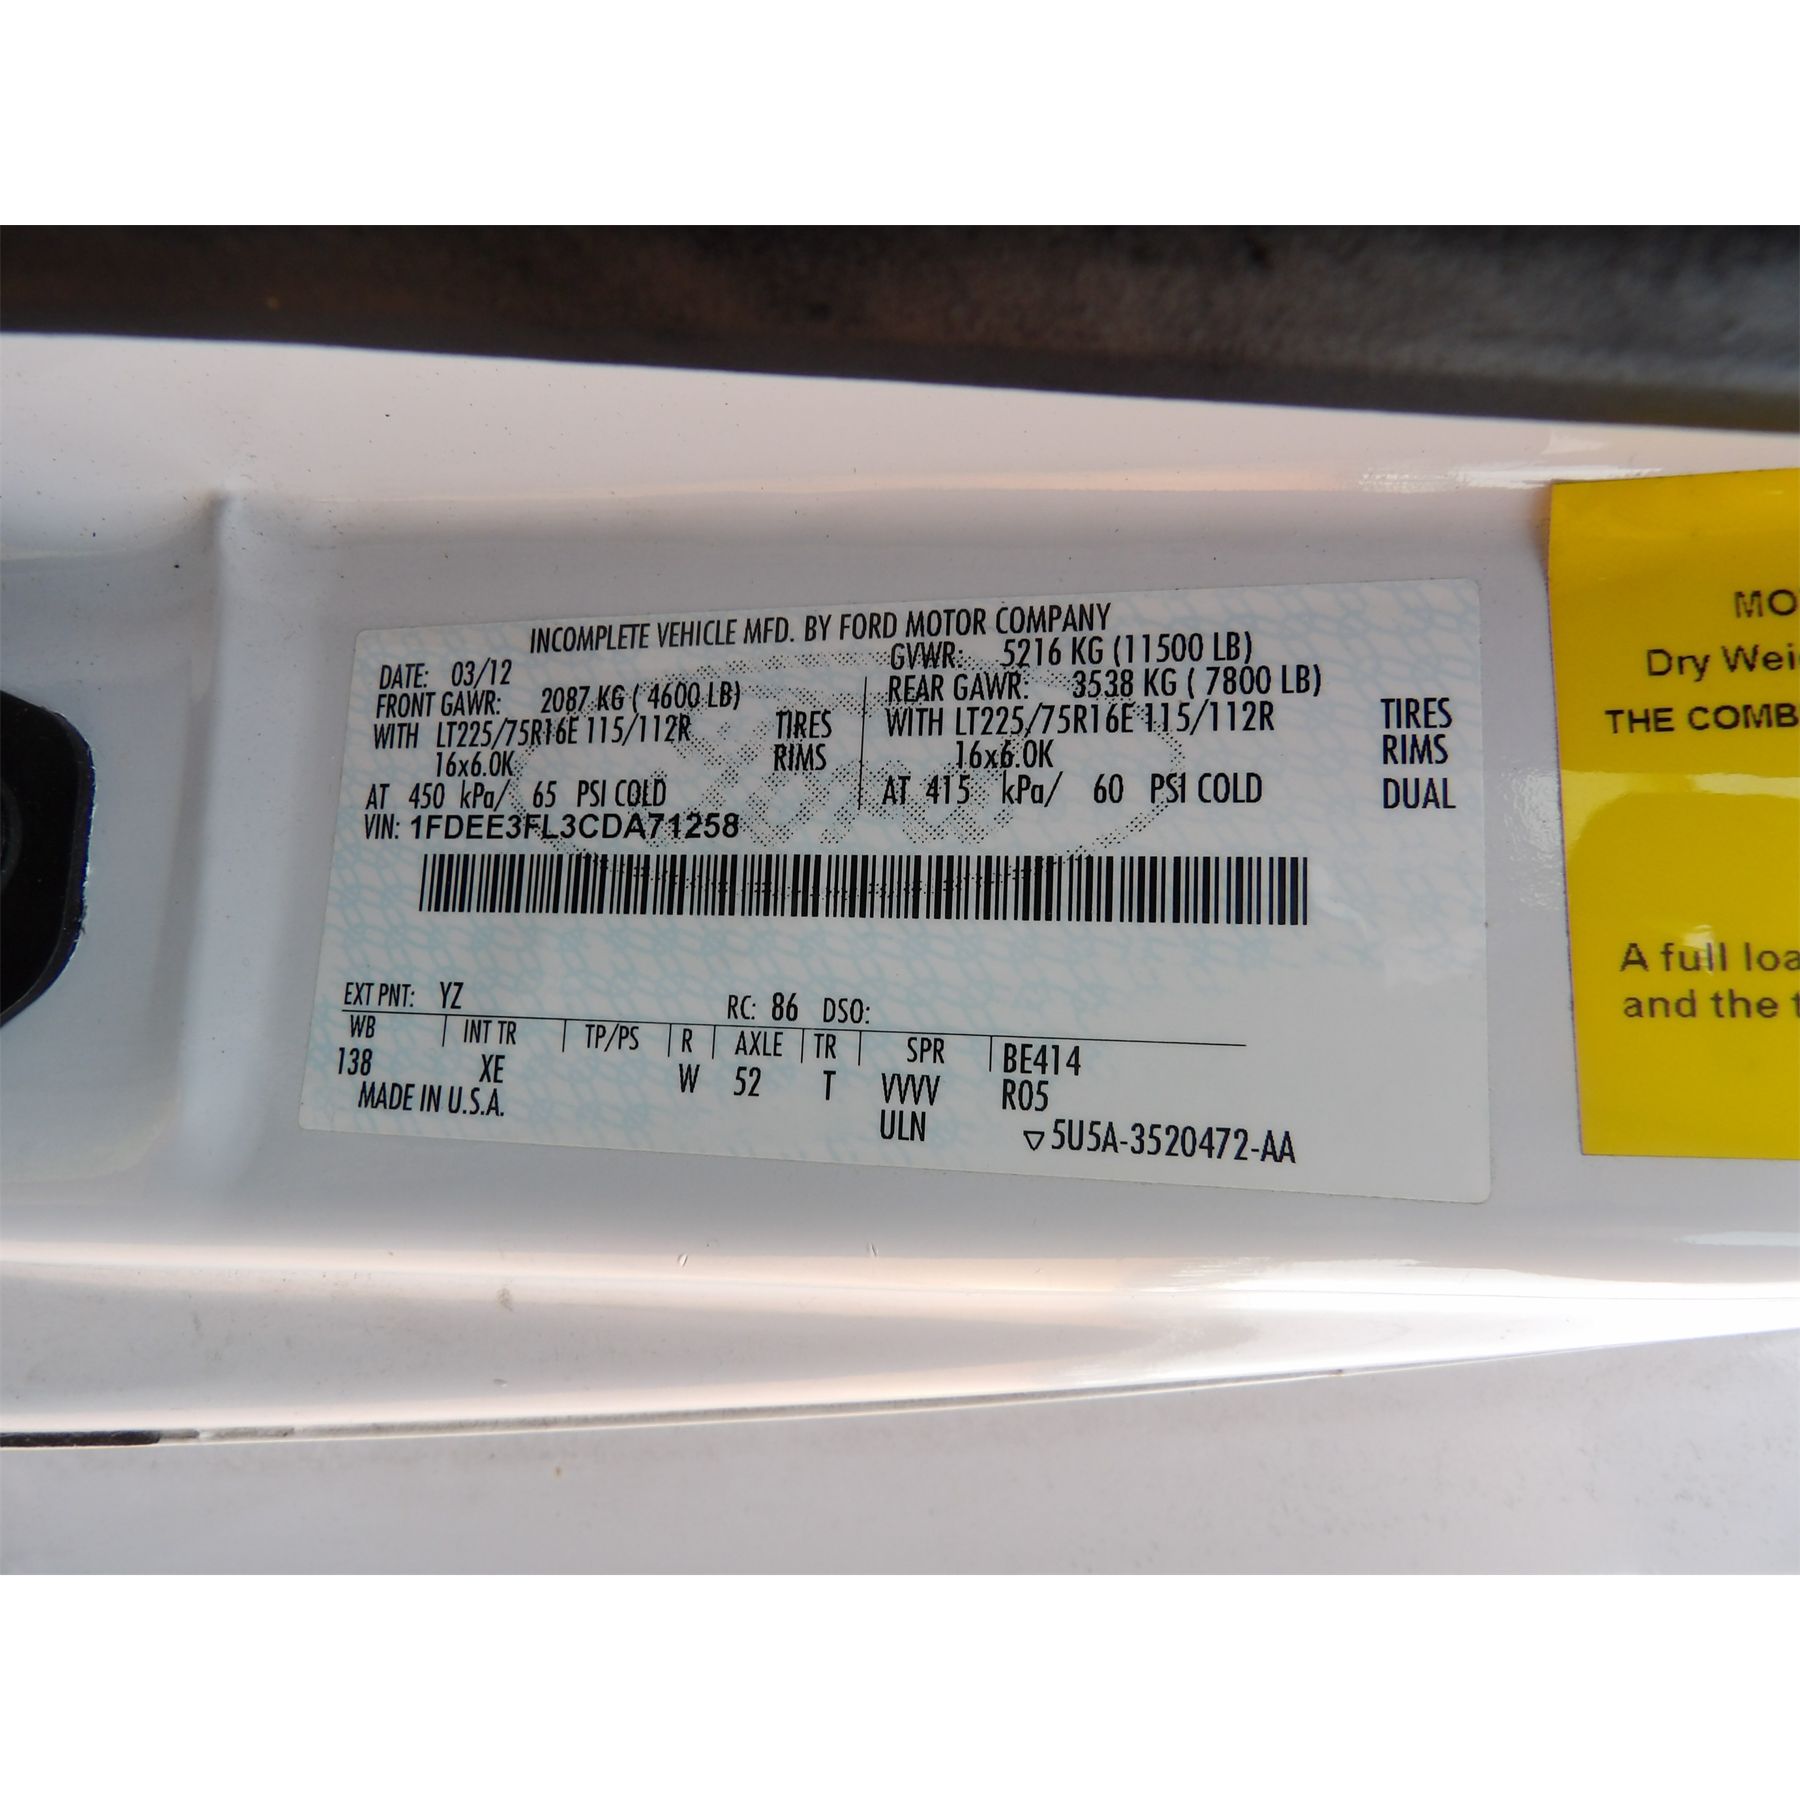 INCOMPLETE VEHICLE MFD. BY FORD MOTOR COMPANY
DATE: 03/12 GVWR: 5216 KG (11500 LB)
FRONT GAWR: 2087 KG ( 4600 LB) REAR GAWR: 3538 KG ( 7800 LB)
WITH LT225/75R16E 115/112R TIRES WITH LT225/75R16E 115/112R TIRES
16x6.0K RIMS 16x6.0K RIMS
AT 450 kPa/ 65 PSI COLD AT 415 kPa/ 60 PSI COLD DUAL
VIN: 1FDEE3FL3CDA71258
EXT PNT: YZ RC: 86 DSO:
WB INT TR TP/PS R AXLE TR SPR BE414
138 XE W 52 T VVVV R05
MADE IN U.S.A. ULN ▽5U5A-3520472-AA
MO
Dry Wei
THE COMB
A full loa
and the t